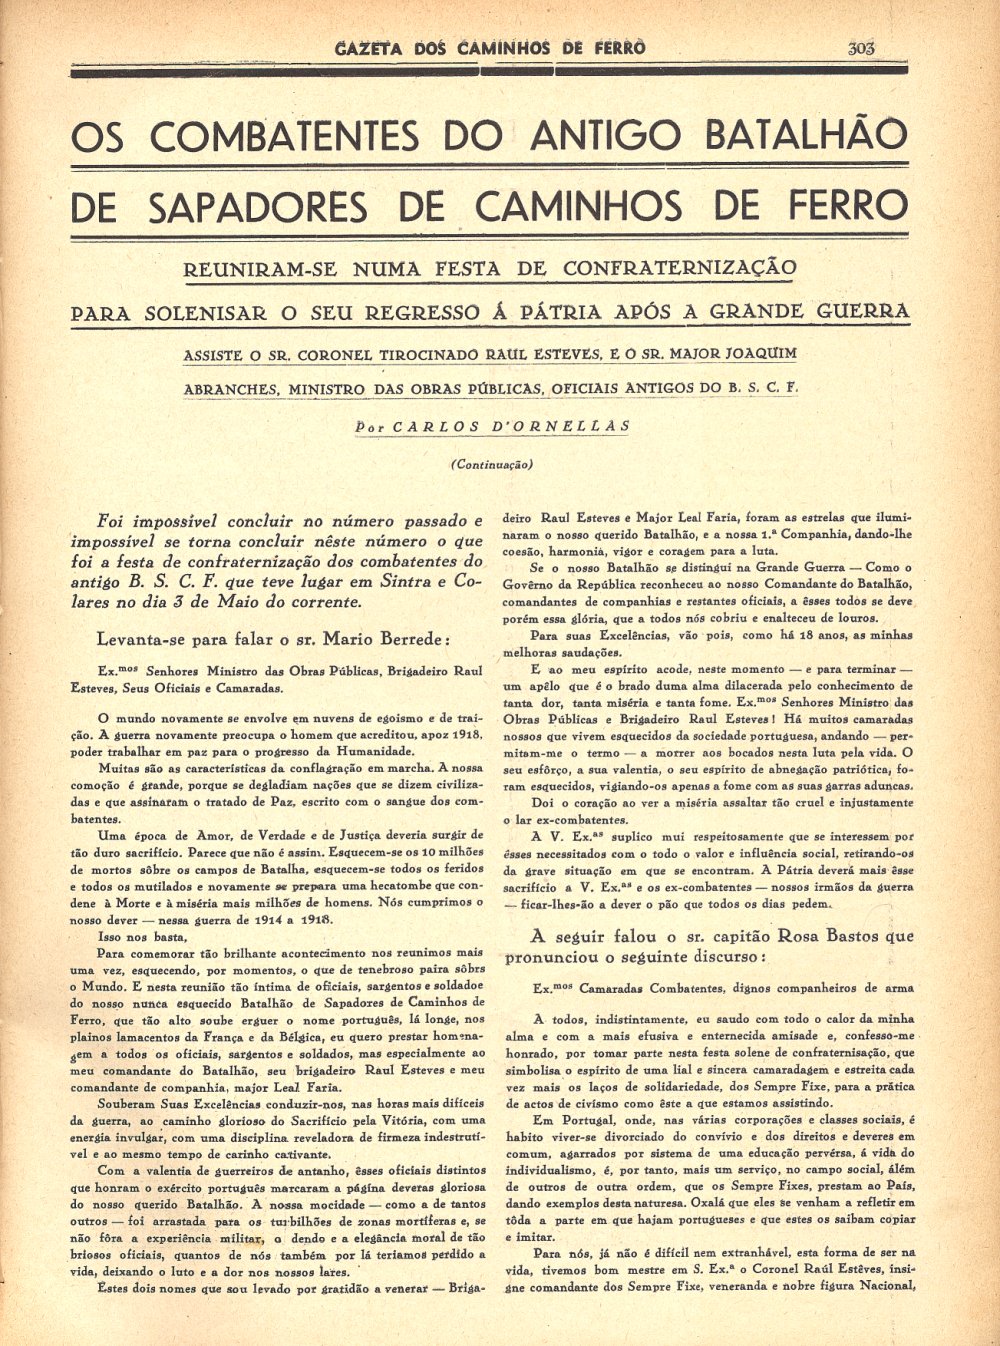 GAZETA DOS CAMINHOS DE FERRO
303
OS COMBATENTES DO ANTIGO BATALHÃO
DE SAPADORES DE CAMINHOS DE FERRO
REUNIRAM-SE NUMA FESTA DE CONFRATERNIZAÇÃO
PARA SOLENISAR O SEU REGRESSO Á PÁTRIA APÓS A GRANDE GUERRA
ASSISTE O SR. CORONEL TIROCINADO RAUL ESTEVES, E O SR. MAJOR JOAQUIM
ABRANCHES, MINISTRO DAS OBRAS PÚBLICAS, OFICIAIS ANTIGOS DO B. S. C. F.
Por CARLOS D'ORNELLAS
(Continuação)
Foi impossível concluir no número passado e
impossível se torna concluir nêste número o que
foi a festa de confraternização dos combatentes do
antigo B. S. C. F. que teve lugar em Sintra e Co-
lares no dia 3 de Maio do corrente.
Levanta-se para falar o sr. Mario Berrede:
Ex.mos Senhores Ministro das Obras Públicas, Brigadeiro Raul
Esteves, Seus Oficiais e Camaradas.
O mundo novamente se envolve em nuvens de egoismo e de trai-
ção. A guerra novamente preocupa o homem que acreditou, apoz 1918,
poder trabalhar em paz para o progresso da Humanidade.
Muitas são as características da conflagração em marcha. A nossa
comoção é grande, porque se degladiam nações que se dizem civiliza-
das e que assinaram o tratado de Paz, escrito com o sangue dos com-
batentes.
Uma época de Amor, de Verdade e de Justiça deveria surgir de
tão duro sacrifício. Parece que não é assim. Esquecem-se os 10 milhões
de mortos sôbre os campos de Batalha, esquecem-se todos os feridos
e todos os mutilados e novamente se prepara uma hecatombe que con-
dene à Morte e à miséria mais milhões de homens. Nós cumprimos o
nosso dever — nessa guerra de 1914 a 1918.
Isso nos basta,
Para comemorar tão brilhante acontecimento nos reunimos mais
uma vez, esquecendo, por momentos, o que de tenebroso paira sôbrs
o Mundo. E nesta reunião tão íntima de oficiais, sargentos e soldadoe
do nosso nunca esquecido Batalhão de Sapadores de Caminhos de
Ferro, que tão alto soube erguer o nome português, lá longe, nos
plainos lamacentos da França e da Bélgica, eu quero prestar homena-
gem a todos os oficiais, sargentos e soldados, mas especialmente ao
meu comandante do Batalhão, seu brigadeiro Raul Esteves e meu
comandante de companhia, major Leal Faria.
Souberam Suas Excelências conduzir-nos, nas horas mais difíceis
da guerra, ao caminho glorioso do Sacrifício pela Vitória, com uma
energia invulgar, com uma disciplina reveladora de firmeza indestrutí-
vel e ao mesmo tempo de carinho cativante.
Com a valentia de guerreiros de antanho, êsses oficiais distintos
que honram o exército português marcaram a página deveras gloriosa
do nosso querido Batalhão. A nossa mocidade — como a de tantos
outros — foi arrastada para os turbilhões de zonas mortíferas e, se
não fôra a experiência militar, o dendo e a elegância moral de tão
briosos oficiais, quantos de nós também por lá teriamos perdido a
vida, deixando o luto e a dor nos nossos lares.
Êstes dois nomes que sou levado por gratidão a venerar — Briga-
deiro Raul Esteves e Major Leal Faria, foram as estrelas que ilumi-
naram o nosso querido Batalhão, e a nossa 1.ª Companhia, dando-lhe
coesão, harmonia, vigor e coragem para a luta.
Se o nosso Batalhão se distingui na Grande Guerra — Como o
Govêrno da República reconheceu ao nosso Comandante do Batalhão,
comandantes de companhias e restantes oficiais, a êsses todos se deve
porém essa glória, que a todos nós cobriu e enalteceu de louros.
Para suas Excelências, vão pois, como há 18 anos, as minhas
melhoras saudações.
E ao meu espírito acode, neste momento — e para terminar —
um apêlo que é o brado duma alma dilacerada pelo conhecimento de
tanta dor, tanta miséria e tanta fome. Ex.mos Senhores Ministro das
Obras Públicas e Brigadeiro Raul Esteves! Há muitos camaradas
nossos que vivem esquecidos da sociedade portuguesa, andando — per-
mitam-me o termo — a morrer aos bocados nesta luta pela vida. O
seu esfôrço, a sua valentia, o seu espírito de abnegação patriótica, fo-
ram esquecidos, vigiando-os apenas a fome com as suas garras aduncas.
Doi o coração ao ver a miséria assaltar tão cruel e injustamente
o lar ex-combatentes.
A V. Ex.as suplico mui respeitosamente que se interessem por
êsses necessitados com o todo o valor e influência social, retirando-os
da grave situação em que se encontram. A Pátria deverá mais êsse
sacrifício a V. Ex.as e os ex-combatentes — nossos irmãos da guerra
— ficar-lhes-ão a dever o pão que todos os dias pedem.
A seguir falou o sr. capitão Rosa Bastos que
pronunciou o seguinte discurso:
Ex.mos Camaradas Combatentes, dignos companheiros de arma
A todos, indistintamente, eu saudo com todo o calor da minha
alma e com a mais efusiva e enternecida amisade e, confesso-me
honrado, por tomar parte nesta festa solene de confraternisação, que
simbolisa o espírito de uma lial e sincera camaradagem e estreita cada
vez mais os laços de solidariedade, dos Sempre Fixe, para a prática
de actos de civísmo como êste a que estamos assistindo.
Em Portugal, onde, nas várias corporações e classes sociais, é
habito viver-se divorciado do convívio e dos direitos e deveres em
comum, agarrados por sistema de uma educação pervérsa, á vida do
individualismo, é, por tanto, mais um serviço, no campo social, álém
de outros de outra ordem, que os Sempre Fixes, prestam ao País,
dando exemplos desta naturesa. Oxalá que eles se venham a refletir em
tôda a parte em que hajam portugueses e que estes os saibam copiar
e imitar.
Para nós, já não é difícil nem extranhável, esta forma de ser na
vida, tivemos bom mestre em S. Ex.ª o Coronel Raúl Estêves, insi-
gne comandante dos Sempre Fixe, veneranda e nobre figura Nacional,